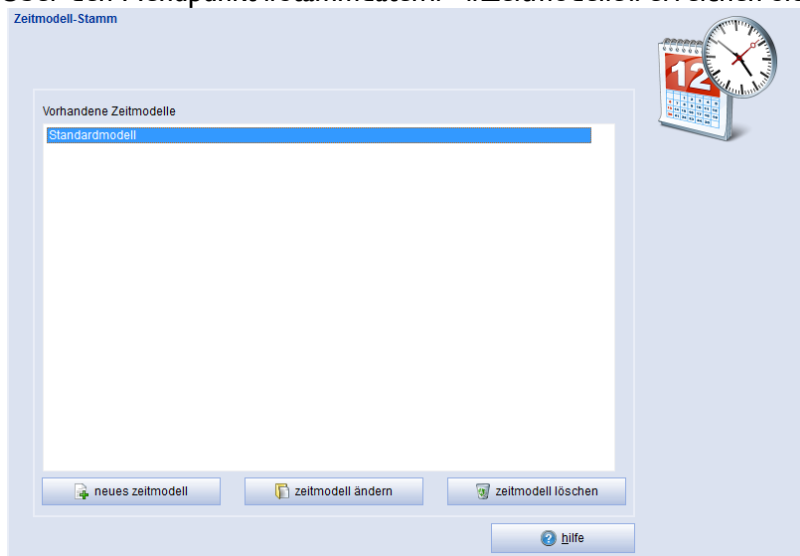 Zeitmodell-Stamm
12
Vorhandene Zeitmodelle
Standardmodell
neues zeitmodell
zeitmodell ändern
zeitmodell löschen
hilfe